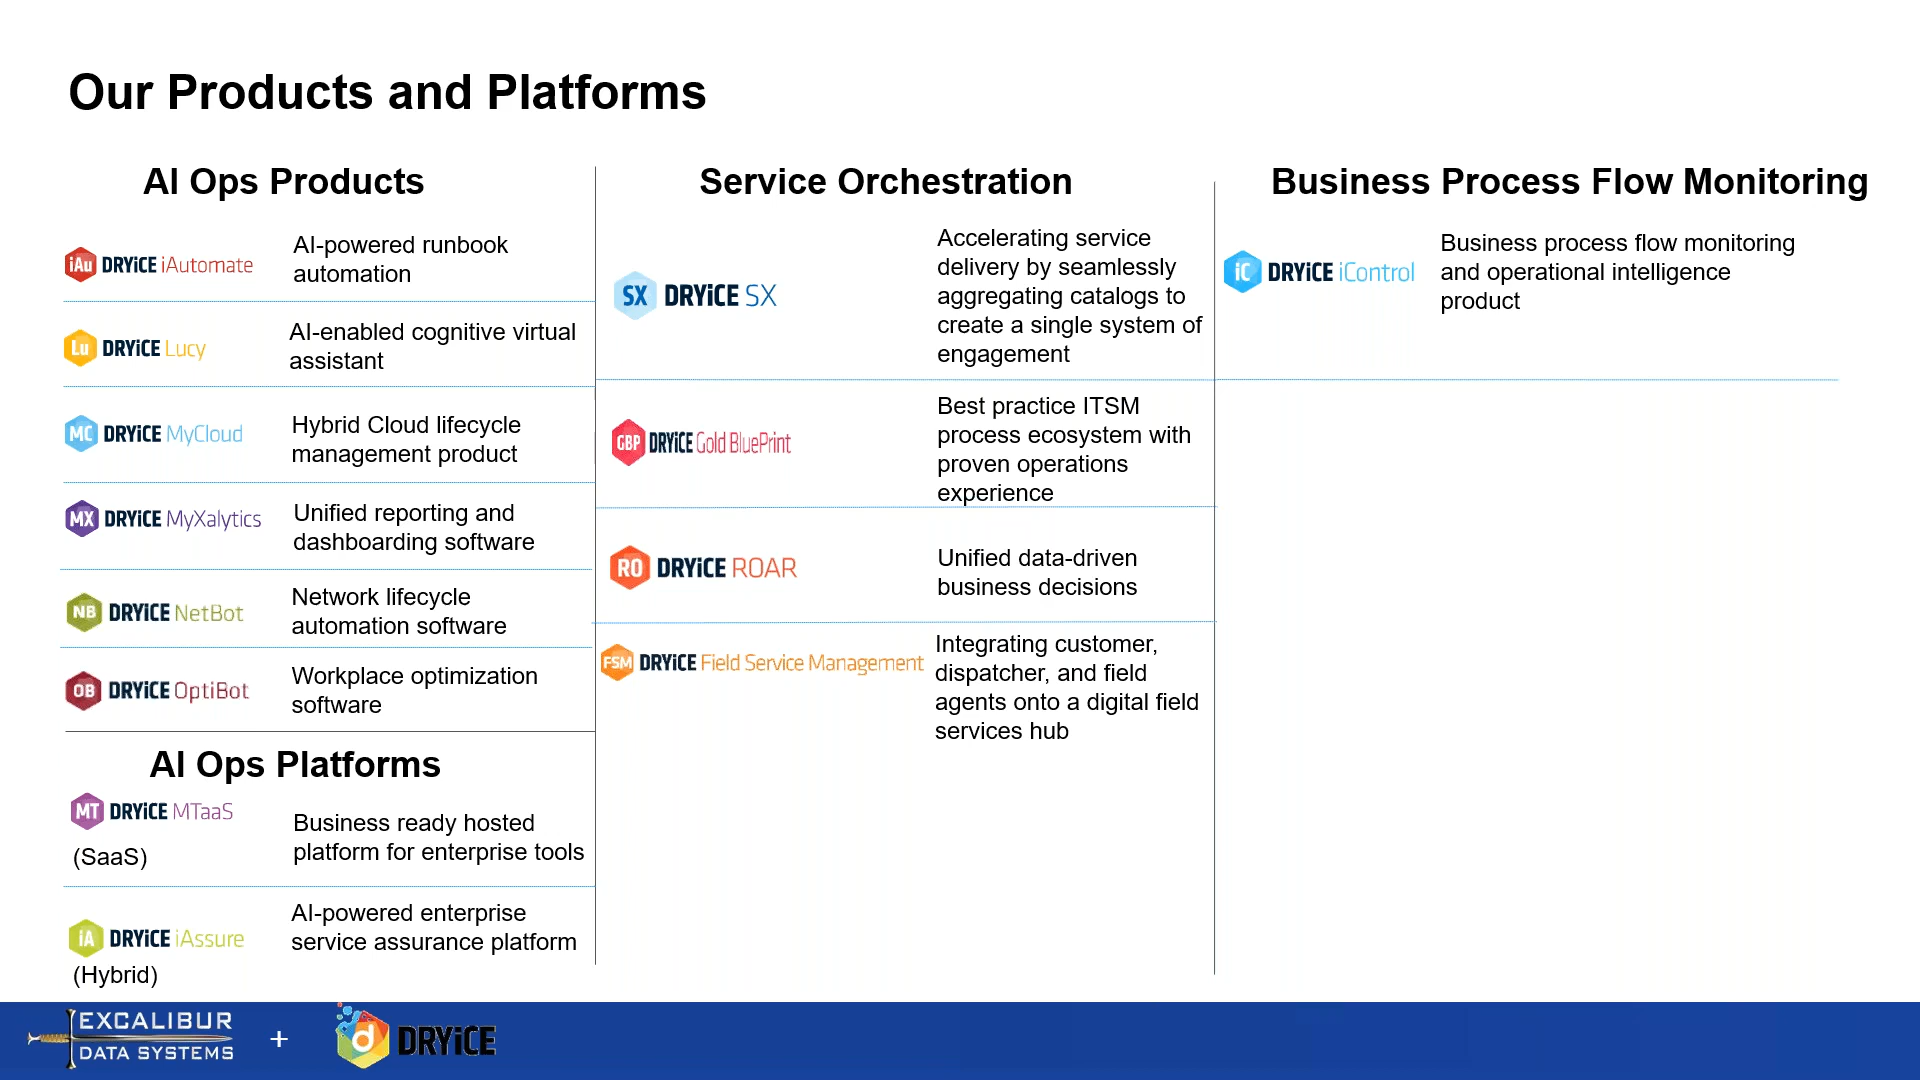 Our Products and Platforms
AI Ops Products
iAu DRYiCE iAutomate
AI-powered runbook
automation
Lu DRYiCE Lucy
AI-enabled cognitive virtual
assistant
MC DRYiCE MyCloud
Hybrid Cloud lifecycle
management product
MX DRYiCE MyXalytics
Unified reporting and
dashboarding software
NB DRYiCE NetBot
Network lifecycle
automation software
OB DRYiCE OptiBot
Workplace optimization
software
AI Ops Platforms
MT DRYiCE MTaaS
(SaaS)
Business ready hosted
platform for enterprise tools
iA DRYiCE iAssure
(Hybrid)
AI-powered enterprise
service assurance platform
Service Orchestration
SX DRYiCE SX
Accelerating service
delivery by seamlessly
aggregating catalogs to
create a single system of
engagement
GBP DRYiCE Gold BluePrint
Best practice ITSM
process ecosystem with
proven operations
experience
RO DRYiCE ROAR
Unified data-driven
business decisions
FSM DRYiCE Field Service Management
Integrating customer,
dispatcher, and field
agents onto a digital field
services hub
Business Process Flow Monitoring
iC DRYiCE iControl
Business process flow monitoring
and operational intelligence
product
EXCALIBUR
DATA SYSTEMS
+
d DRYiCE